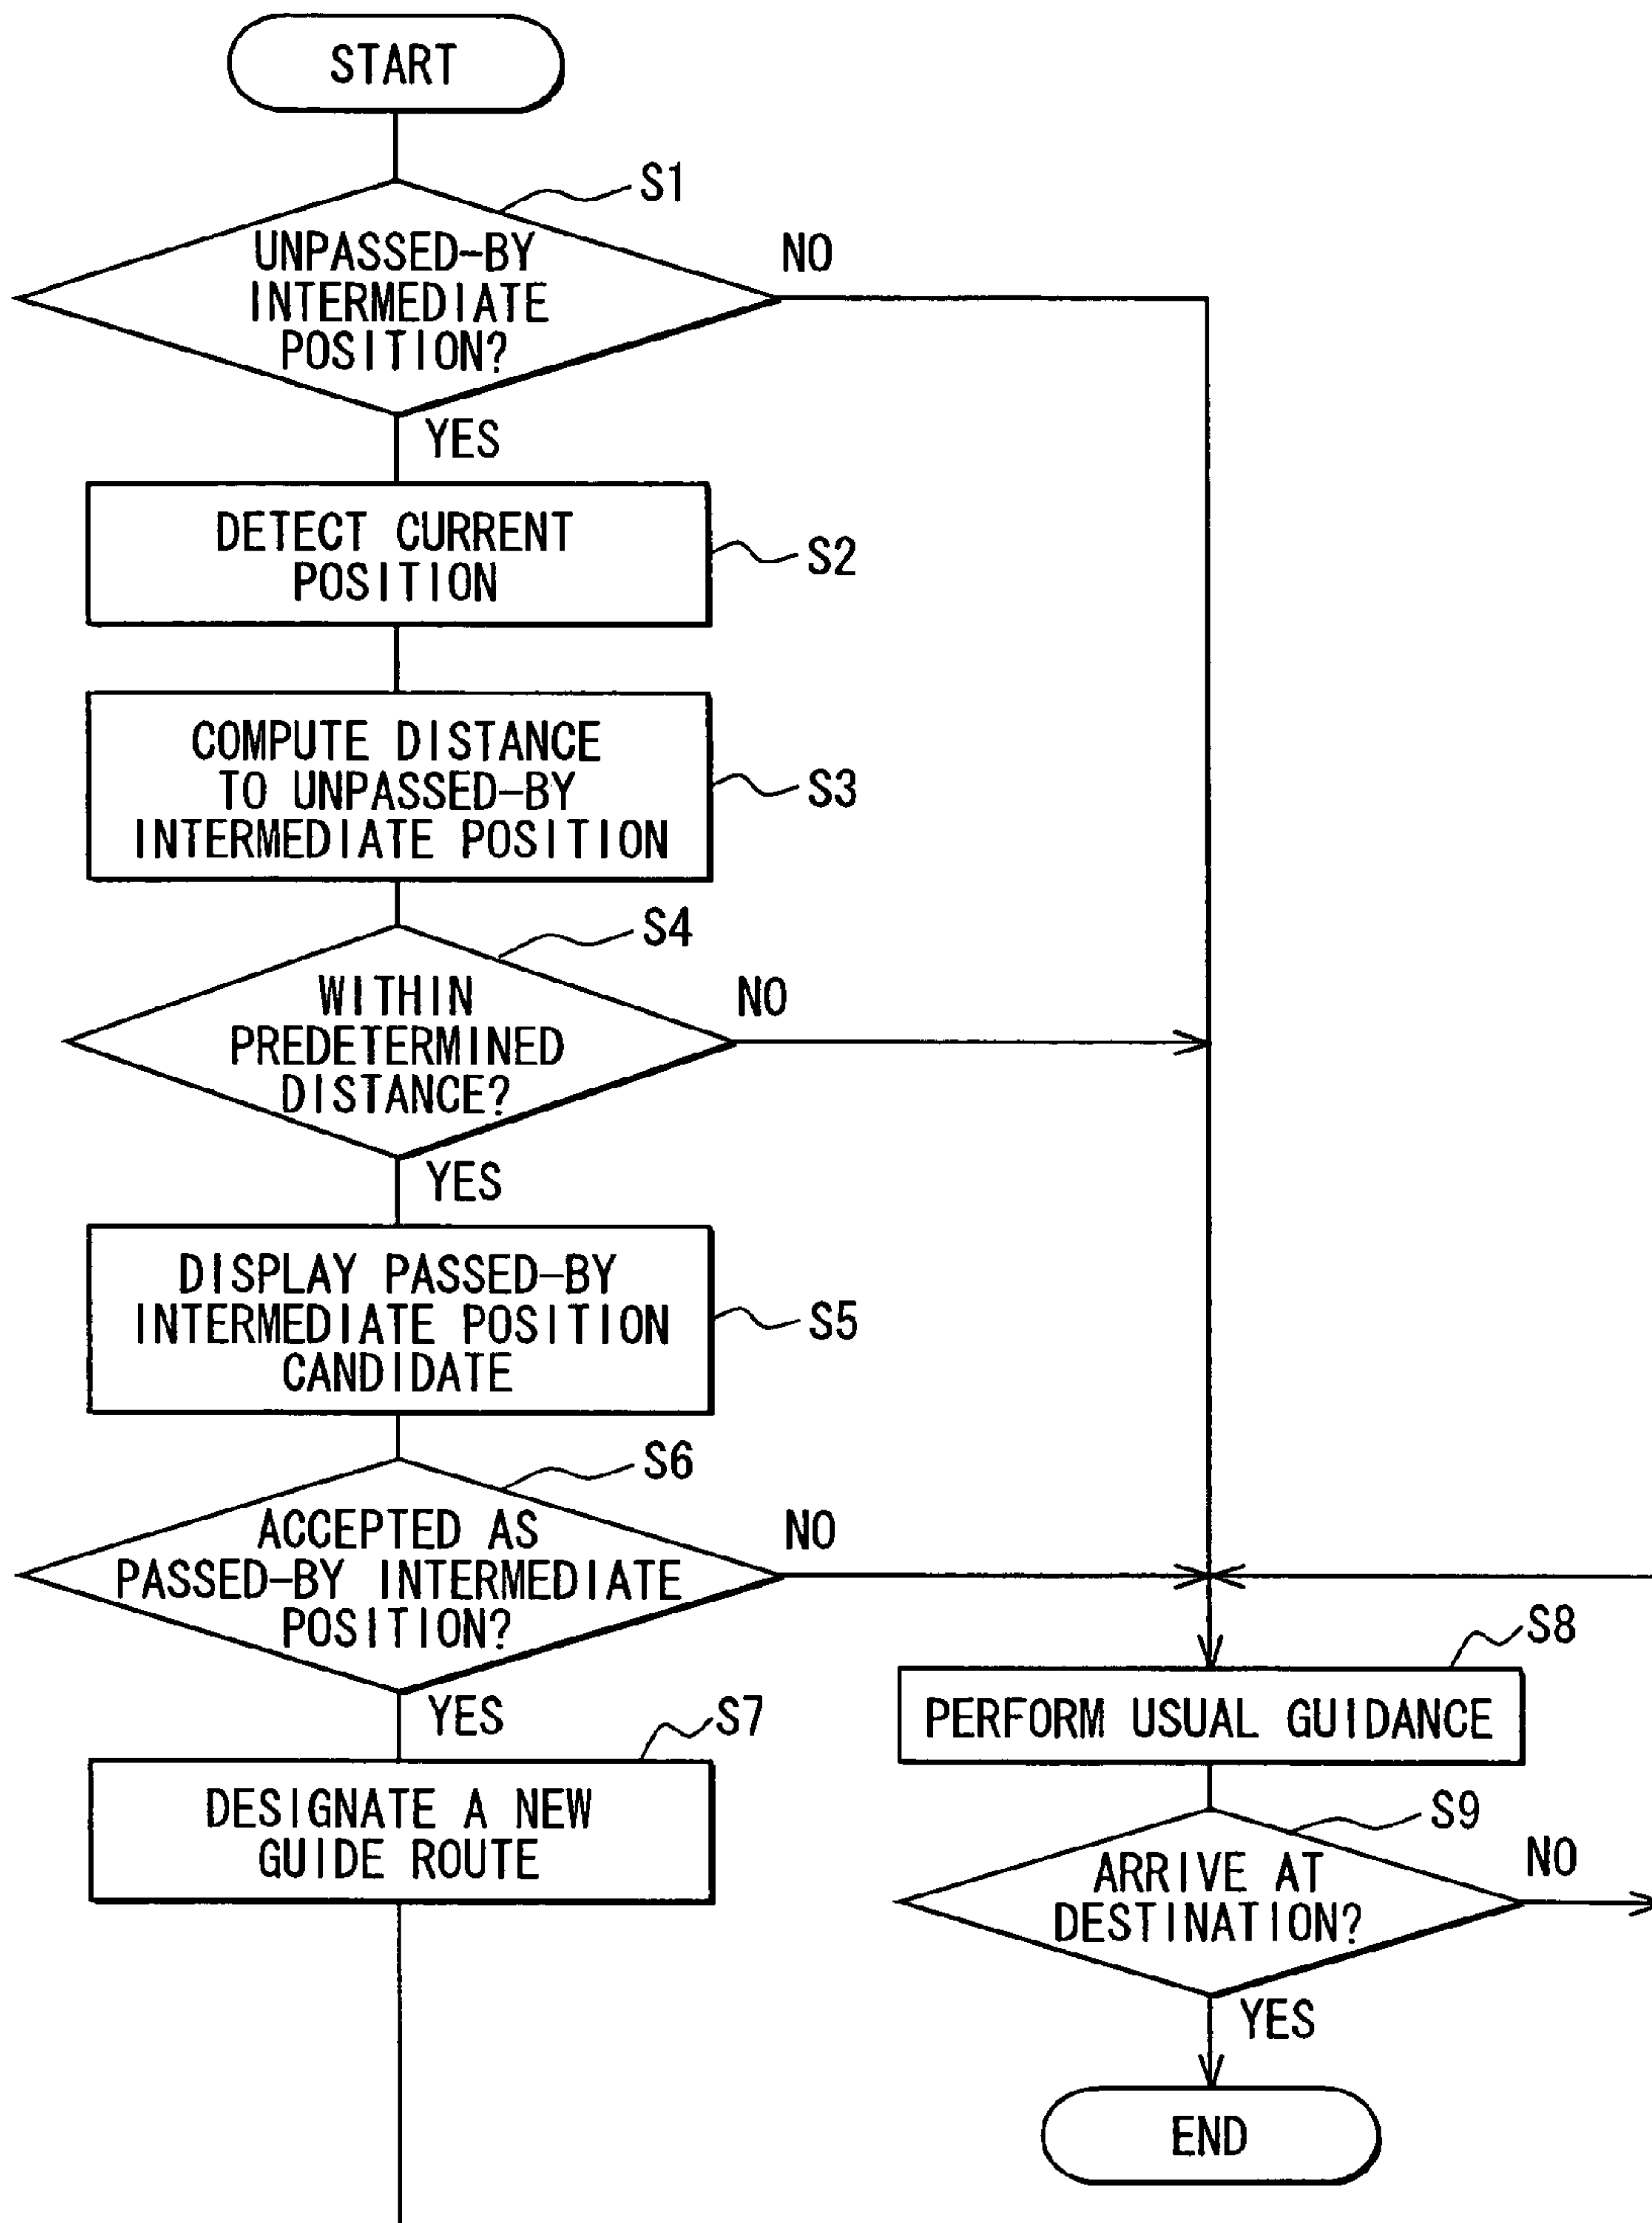 START
S1
UNPASSED-BY
INTERMEDIATE
POSITION?
NO
YES
DETECT CURRENT
POSITION
S2
COMPUTE DISTANCE
TO UNPASSED-BY
INTERMEDIATE POSITION
S3
S4
WITHIN
PREDETERMINED
DISTANCE?
NO
YES
DISPLAY PASSED-BY
INTERMEDIATE POSITION
CANDIDATE
S5
S6
ACCEPTED AS
PASSED-BY INTERMEDIATE
POSITION?
NO
YES
S7
DESIGNATE A NEW
GUIDE ROUTE
S8
PERFORM USUAL GUIDANCE
S9
ARRIVE AT
DESTINATION?
NO
YES
END